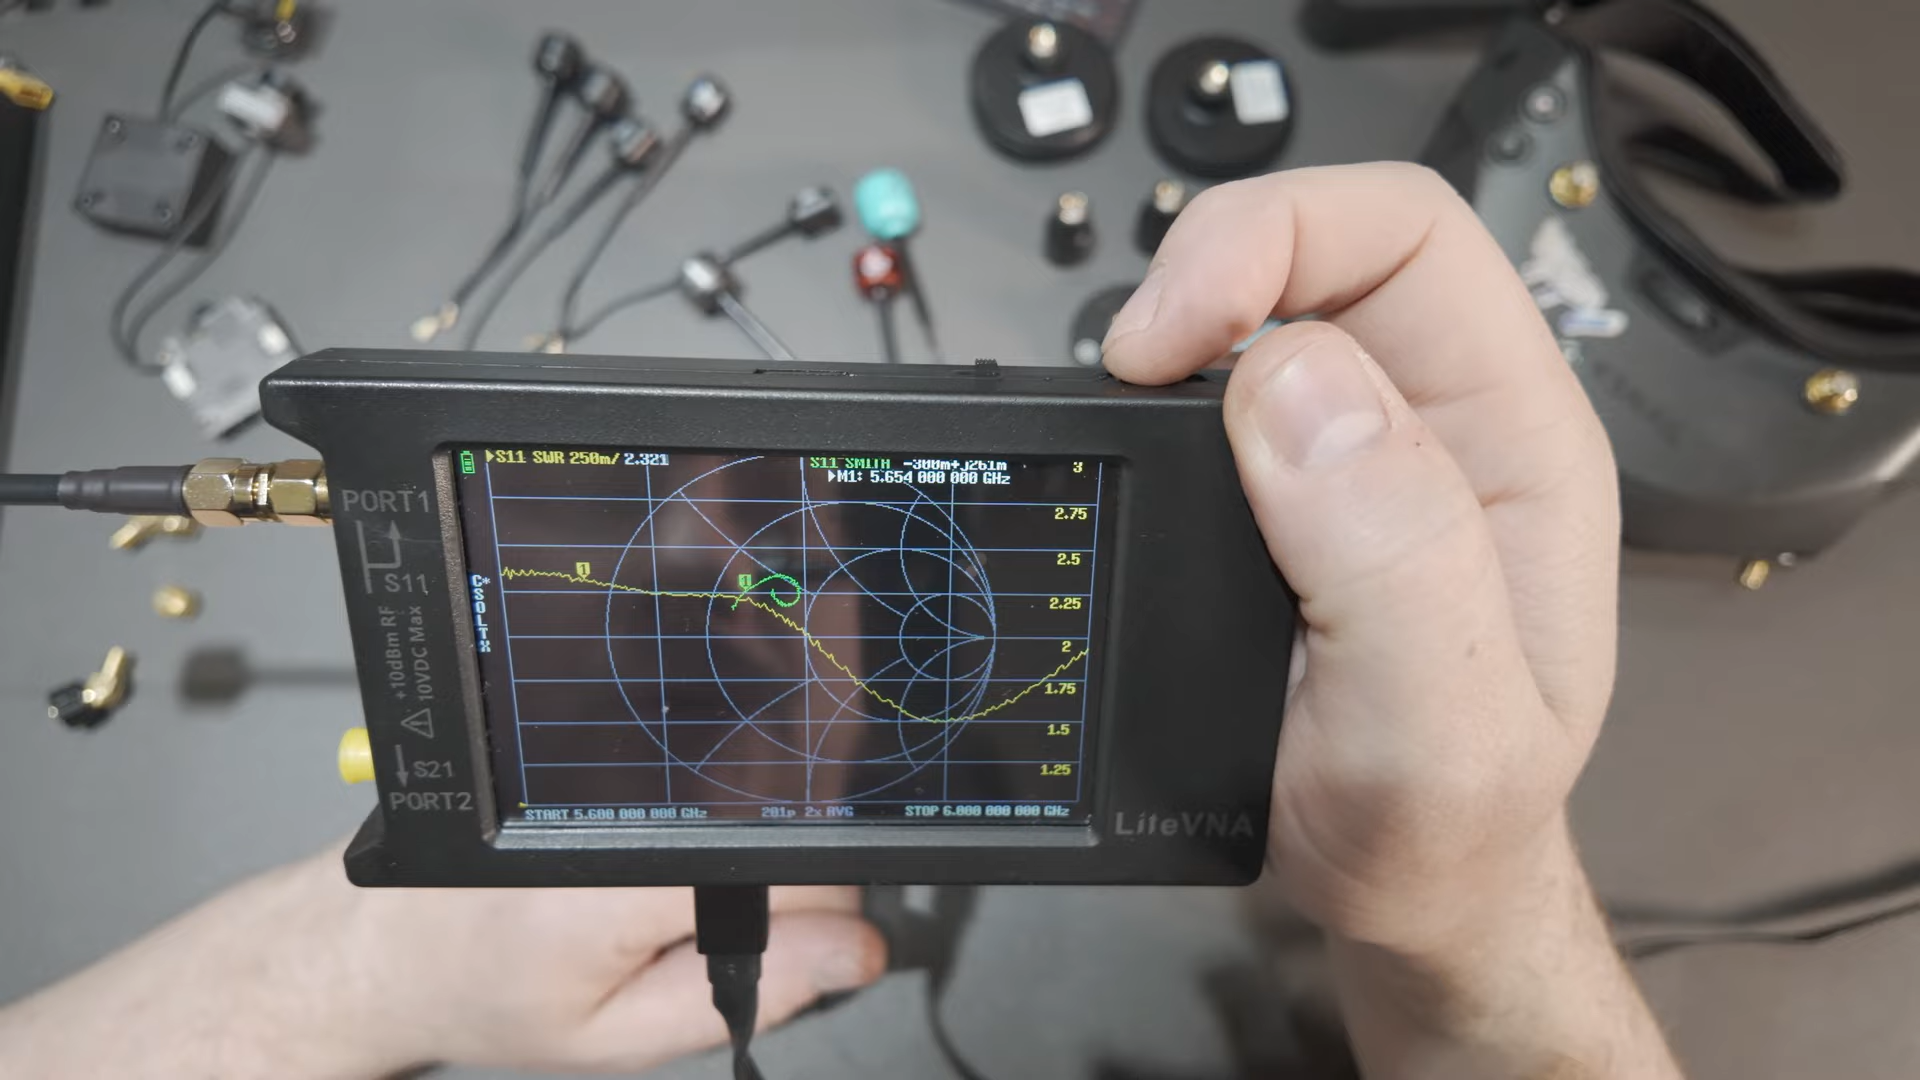 S11 SWR 250m/ 2.321
S11 SMITH -300m+j261m
M1: 5.654 000 000 GHz
3
2.75
2.5
2.25
2
1.75
1.5
1.25
1
1
C*
S
O
L
T
START 5.600 000 000 GHz
201p 2x AVG
STOP 6.000 000 000 GHz
PORT1
S11
+10dBm RF
10VDC Max
S21
PORT2
LiteVNA